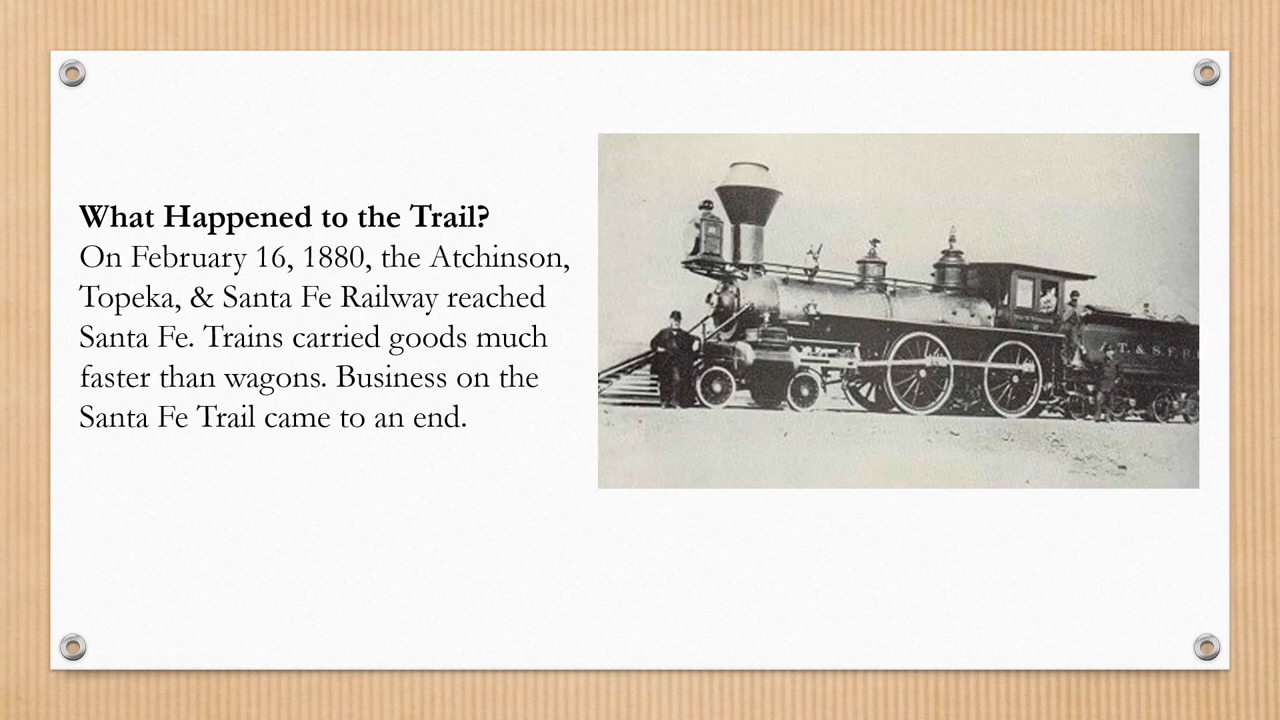 What Happened to the Trail?
On February 16, 1880, the Atchinson,
Topeka, & Santa Fe Railway reached
Santa Fe. Trains carried goods much
faster than wagons. Business on the
Santa Fe Trail came to an end.
T. & S. F. R